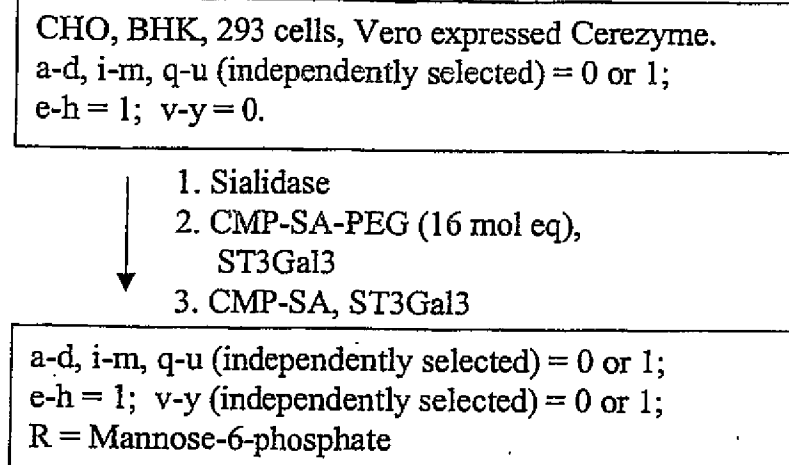 CHO, BHK, 293 cells, Vero expressed Cerezyme.
a-d, i-m, q-u (independently selected) = 0 or 1;
e-h = 1; v-y = 0.
1. Sialidase
2. CMP-SA-PEG (16 mol eq),
ST3Gal3
3. CMP-SA, ST3Gal3
a-d, i-m, q-u (independently selected) = 0 or 1;
e-h = 1; v-y (independently selected) = 0 or 1;
R = Mannose-6-phosphate